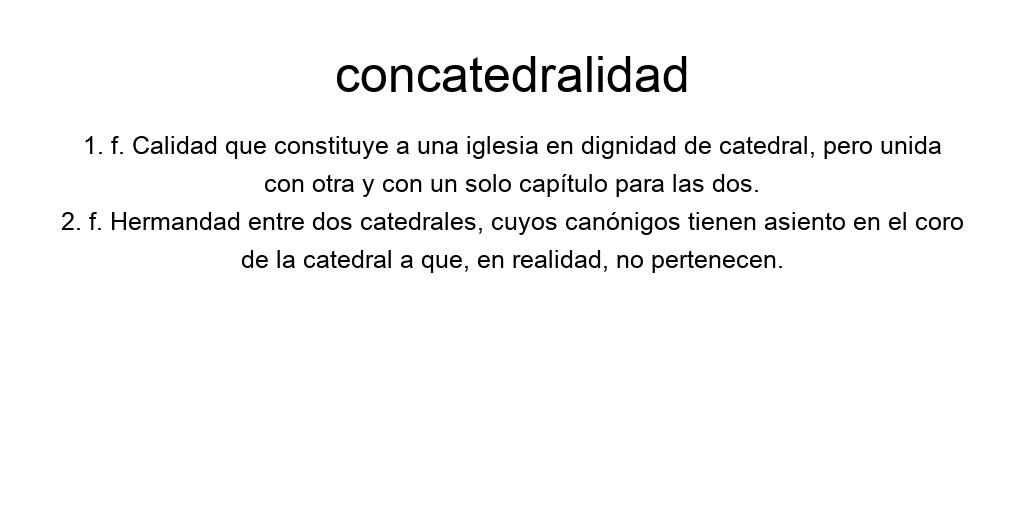 concatedralidad
1. f. Calidad que constituye a una iglesia en dignidad de catedral, pero unida
con otra y con un solo capítulo para las dos.
2. f. Hermandad entre dos catedrales, cuyos canónigos tienen asiento en el coro
de la catedral a que, en realidad, no pertenecen.